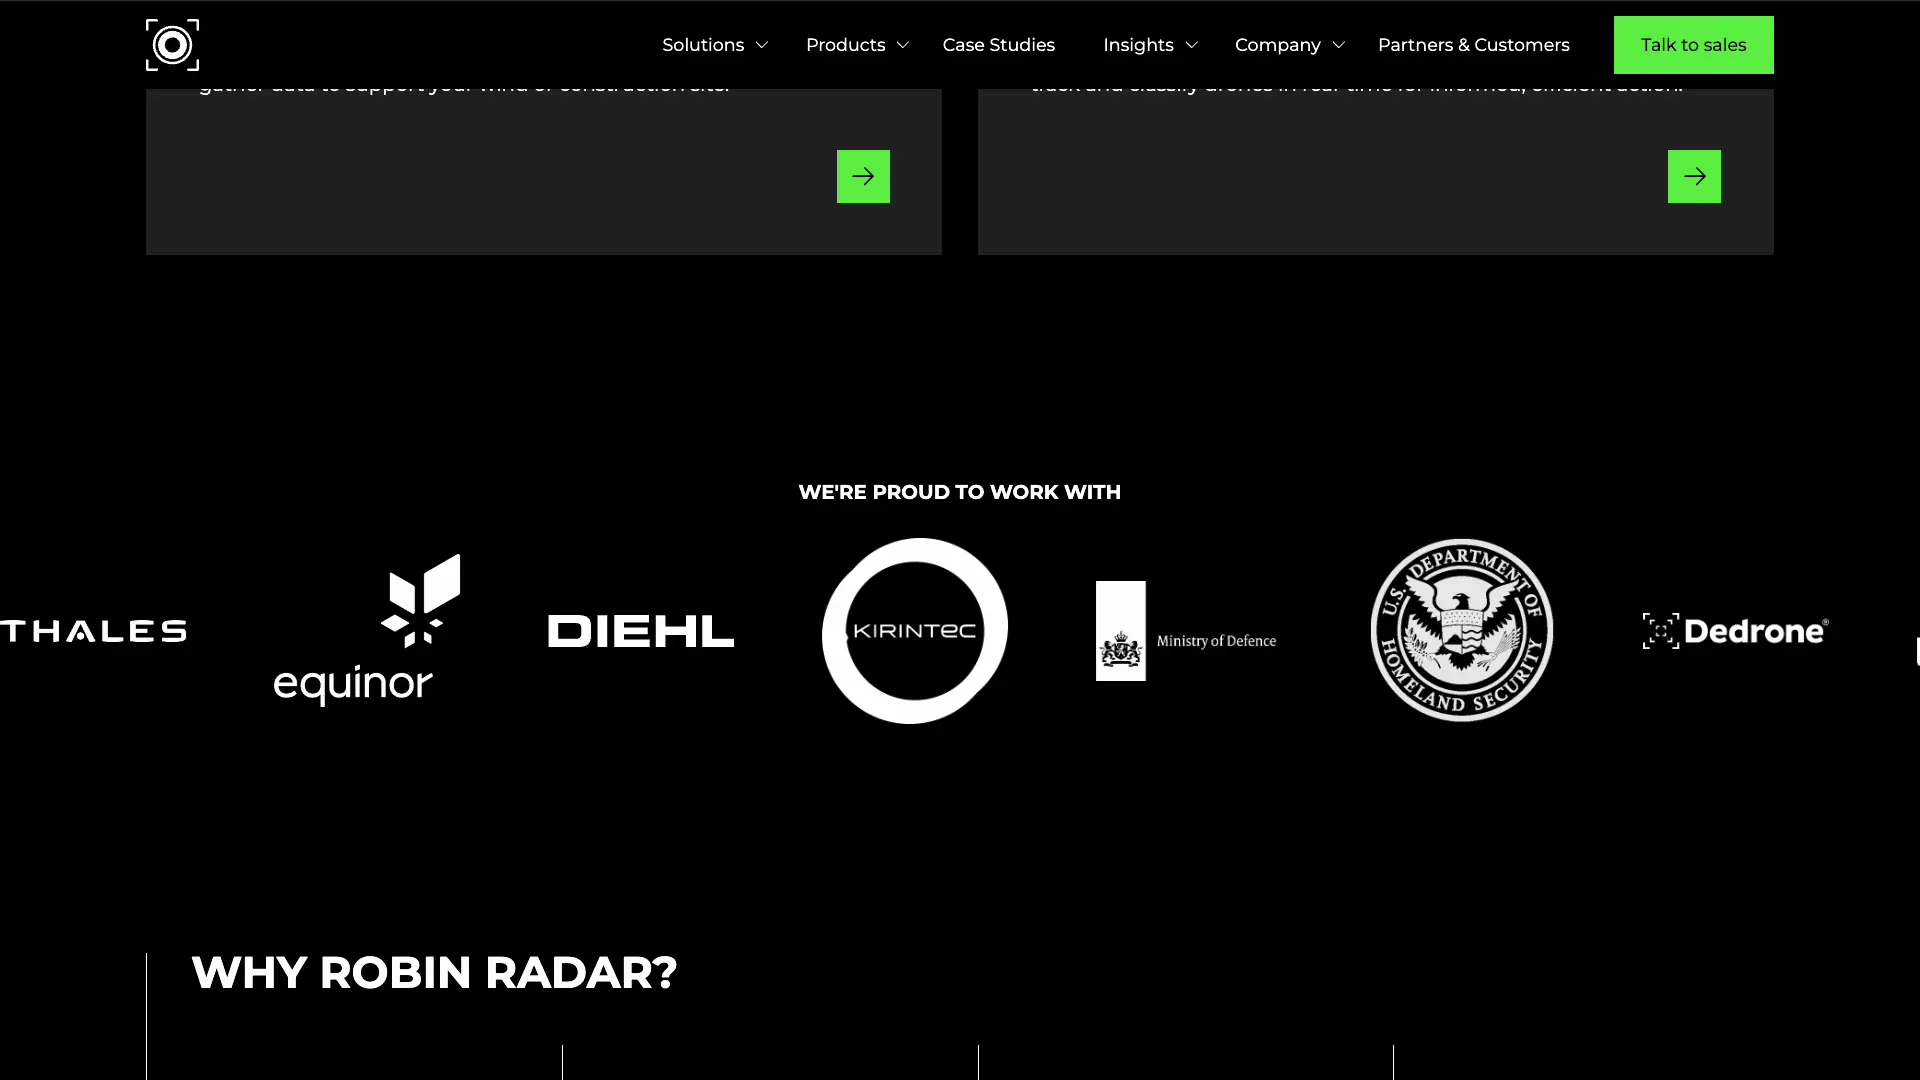 Solutions
Products
Case Studies
Insights
Company
Partners & Customers
Talk to sales
gather data to support your wind or construction site.
track and classify drones in real-time for informed, efficient action.
WE'RE PROUD TO WORK WITH
THALES
equinor
DIEHL
KIRINTEC
Ministry of Defence
U.S. DEPARTMENT OF HOMELAND SECURITY
Dedrone®
WHY ROBIN RADAR?